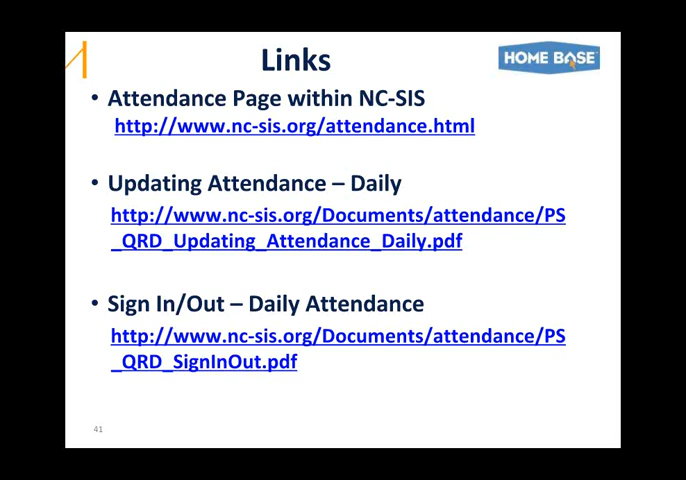 Links
HOME BASE
• Attendance Page within NC-SIS
http://www.nc-sis.org/attendance.html
• Updating Attendance – Daily
http://www.nc-sis.org/Documents/attendance/PS
_QRD_Updating_Attendance_Daily.pdf
• Sign In/Out – Daily Attendance
http://www.nc-sis.org/Documents/attendance/PS
_QRD_SignInOut.pdf
41